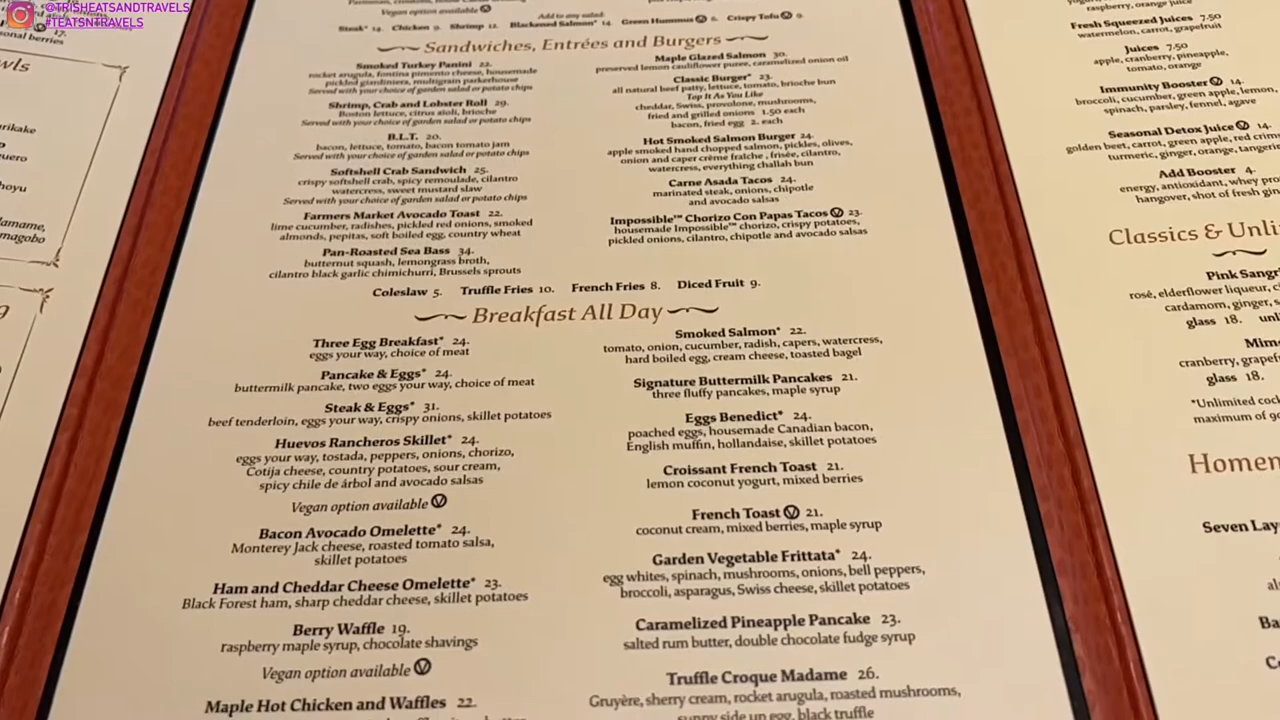 @TRISHEATSANDTRAVELS
#TEATSNTRAVELS
17.
sonal berries
wls
arikake
uero
hoyu
lamame,
magobo
Vegan option available Ⓥ
Add to any salad:
Steak* 14. Chicken 9. Shrimp 12. Blackened Salmon* 14. Green Hummus Ⓥ 6. Crispy Tofu Ⓥ 9.
Sandwiches, Entrées and Burgers
Smoked Turkey Panini 22.
rocket arugula, fontina pimento cheese, housemade
pickled giardiniera, multigrain parkerhouse
Served with your choice of garden salad or potato chips
Shrimp, Crab and Lobster Roll 29.
Boston lettuce, citrus aioli, brioche
Served with your choice of garden salad or potato chips
B.L.T. 20.
bacon, lettuce, tomato, bacon tomato jam
Served with your choice of garden salad or potato chips
Softshell Crab Sandwich 25.
crispy softshell crab, spicy remoulade, cilantro
watercress, sweet mustard slaw
Served with your choice of garden salad or potato chips
Farmers Market Avocado Toast 22.
lime cucumber, radishes, pickled red onions, smoked
almonds, pepitas, soft boiled egg, country wheat
Pan-Roasted Sea Bass 34.
butternut squash, lemongrass broth,
cilantro black garlic chimichurri, Brussels sprouts
Maple Glazed Salmon 30.
preserved lemon cauliflower puree, caramelized onion oil
Classic Burger* 23.
all natural beef patty, lettuce, tomato, brioche bun
Top It As You Like
cheddar, Swiss, provolone, mushrooms,
fried and grilled onions 1.50 each
bacon, fried egg 2. each
Hot Smoked Salmon Burger 24.
apple smoked hand chopped salmon, pickles, olives,
onion and caper crème fraîche, frisée, cilantro,
watercress, everything challah bun
Carne Asada Tacos 24.
marinated steak, onions, chipotle
and avocado salsas
Impossible™ Chorizo Con Papas Tacos Ⓥ 23.
housemade Impossible™ chorizo, crispy potatoes,
pickled onions, cilantro, chipotle and avocado salsas
Coleslaw 5. Truffle Fries 10. French Fries 8. Diced Fruit 9.
Breakfast All Day
Three Egg Breakfast* 24.
eggs your way, choice of meat
Pancake & Eggs* 24.
buttermilk pancake, two eggs your way, choice of meat
Steak & Eggs* 31.
beef tenderloin, eggs your way, crispy onions, skillet potatoes
Huevos Rancheros Skillet* 24.
eggs your way, tostada, peppers, onions, chorizo,
Cotija cheese, country potatoes, sour cream,
spicy chile de árbol and avocado salsas
Vegan option available Ⓥ
Bacon Avocado Omelette* 24.
Monterey Jack cheese, roasted tomato salsa,
skillet potatoes
Ham and Cheddar Cheese Omelette* 23.
Black Forest ham, sharp cheddar cheese, skillet potatoes
Berry Waffle 19.
raspberry maple syrup, chocolate shavings
Vegan option available Ⓥ
Maple Hot Chicken and Waffles 22.
Smoked Salmon* 22.
tomato, onion, cucumber, radish, capers, watercress,
hard boiled egg, cream cheese, toasted bagel
Signature Buttermilk Pancakes 21.
three fluffy pancakes, maple syrup
Eggs Benedict* 24.
poached eggs, housemade Canadian bacon,
English muffin, hollandaise, skillet potatoes
Croissant French Toast 21.
lemon coconut yogurt, mixed berries
French Toast Ⓥ 21.
coconut cream, mixed berries, maple syrup
Garden Vegetable Frittata* 24.
egg whites, spinach, mushrooms, onions, bell peppers,
broccoli, asparagus, Swiss cheese, skillet potatoes
Caramelized Pineapple Pancake 23.
salted rum butter, double chocolate fudge syrup
Truffle Croque Madame 26.
Gruyère, sherry cream, rocket arugula, roasted mushrooms,
sunny side up egg, black truffle
raspberry, orange juice
Fresh Squeezed Juices 7.50
watermelon, carrot, grapefruit
Juices 7.50
apple, cranberry, pineapple,
tomato, orange
Immunity Booster Ⓥ 14.
broccoli, cucumber, green apple, lemon,
spinach, parsley, fennel, agave
Seasonal Detox Juice Ⓥ 14.
golden beet, carrot, green apple, red crim
turmeric, ginger, orange, tangerin
Add Booster 4.
energy, antioxidant, whey pro
hangover, shot of fresh gin
Classics & Unli
Pink Sangri
rosé, elderflower liqueur, c
cardamom, ginger, s
glass 18. unl
Mim
cranberry, grapef
glass 18.
*Unlimited cock
maximum of 90
Homem
Seven Lay
al
Ba
C